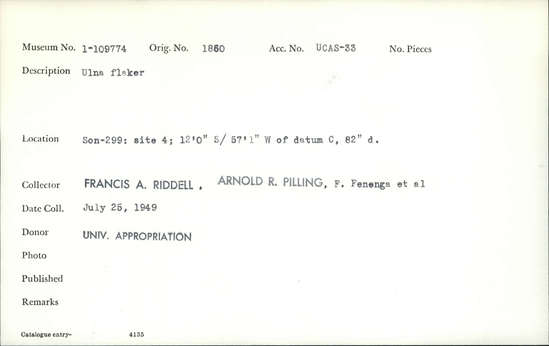 Museum No. 1-109774 Orig. No. 1860 Acc. No. UCAS-33 No. Pieces
Description Ulna flaker
Location Son-299: site 4; 12'0" S/ 57'1" W of datum C, 82" d.
Collector FRANCIS A. RIDDELL, ARNOLD R. PILLING, F. Fenenga et al
Date Coll. July 25, 1949
Donor UNIV. APPROPRIATION
Photo
Published
Remarks
Catalogue entry- 4135